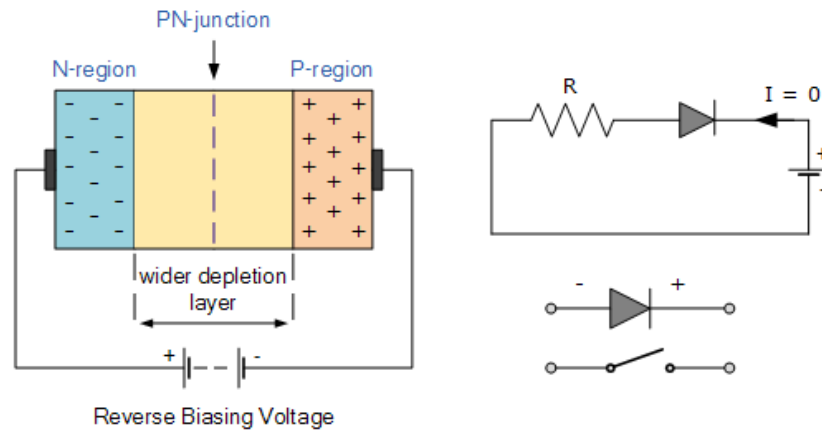 PN-junction
N-region
P-region
wider depletion
layer
+
-
Reverse Biasing Voltage
R
I = 0
+
-
- +